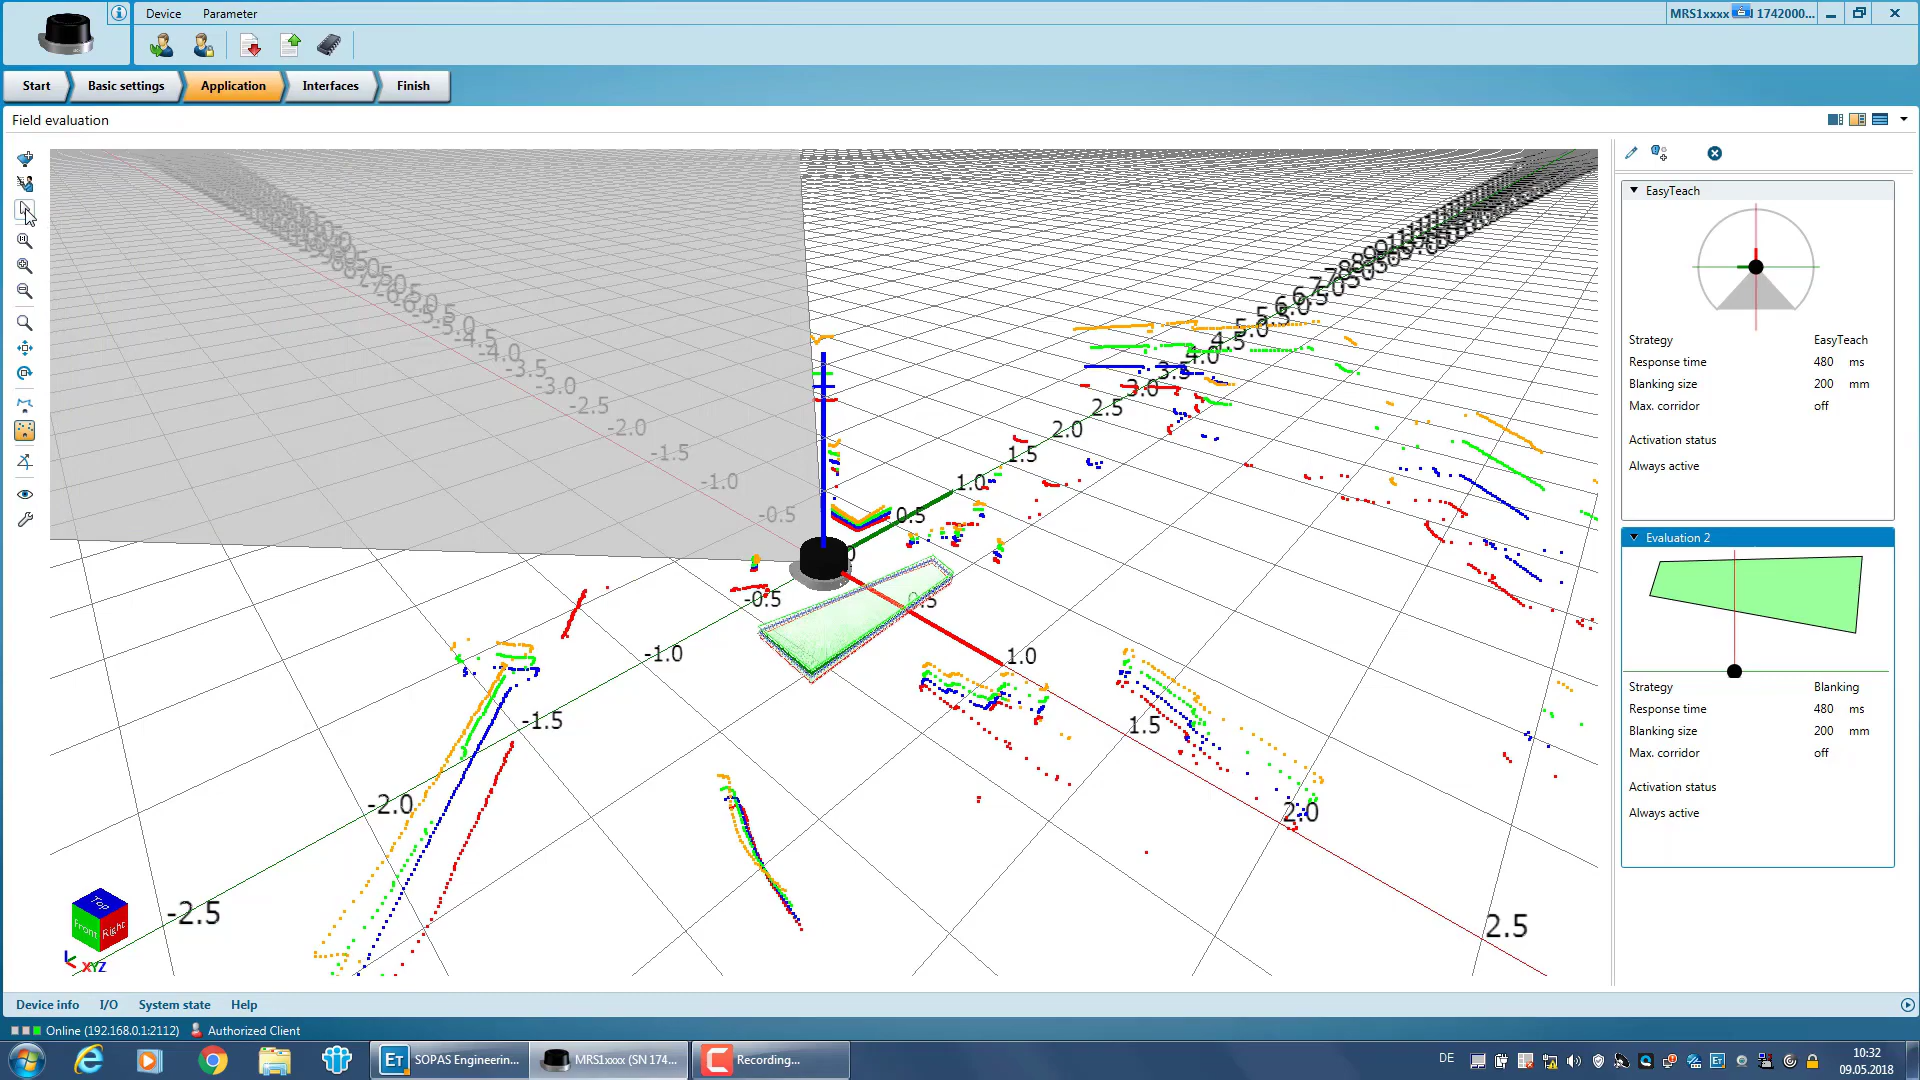 Device Parameter
MRS1xxxx
1742000...
Start Basic settings Application Interfaces Finish
Field evaluation
EasyTeach
Strategy EasyTeach
Response time 480 ms
Blanking size 200 mm
Max. corridor off
Activation status
Always active
Evaluation 2
Strategy Blanking
Response time 480 ms
Blanking size 200 mm
Max. corridor off
Activation status
Always active
-5.0
-4.5
-4.0
-3.5
-3.0
-2.5
-2.0
-1.5
-1.0
-0.5
6.0
5.0
4.5
4.0
3.5
3.0
2.5
2.0
1.5
1.0
0.5
-0.5
-1.0
-1.5
-2.0
-2.5
0.5
1.0
1.5
2.0
2.5
Top
Front Right
XYZ
Device info I/O System state Help
Online (192.168.0.1:2112) Authorized Client
ET SOPAS Engineerin... MRS1xxxx (SN 174... Recording...
DE
10:32
09.05.2018